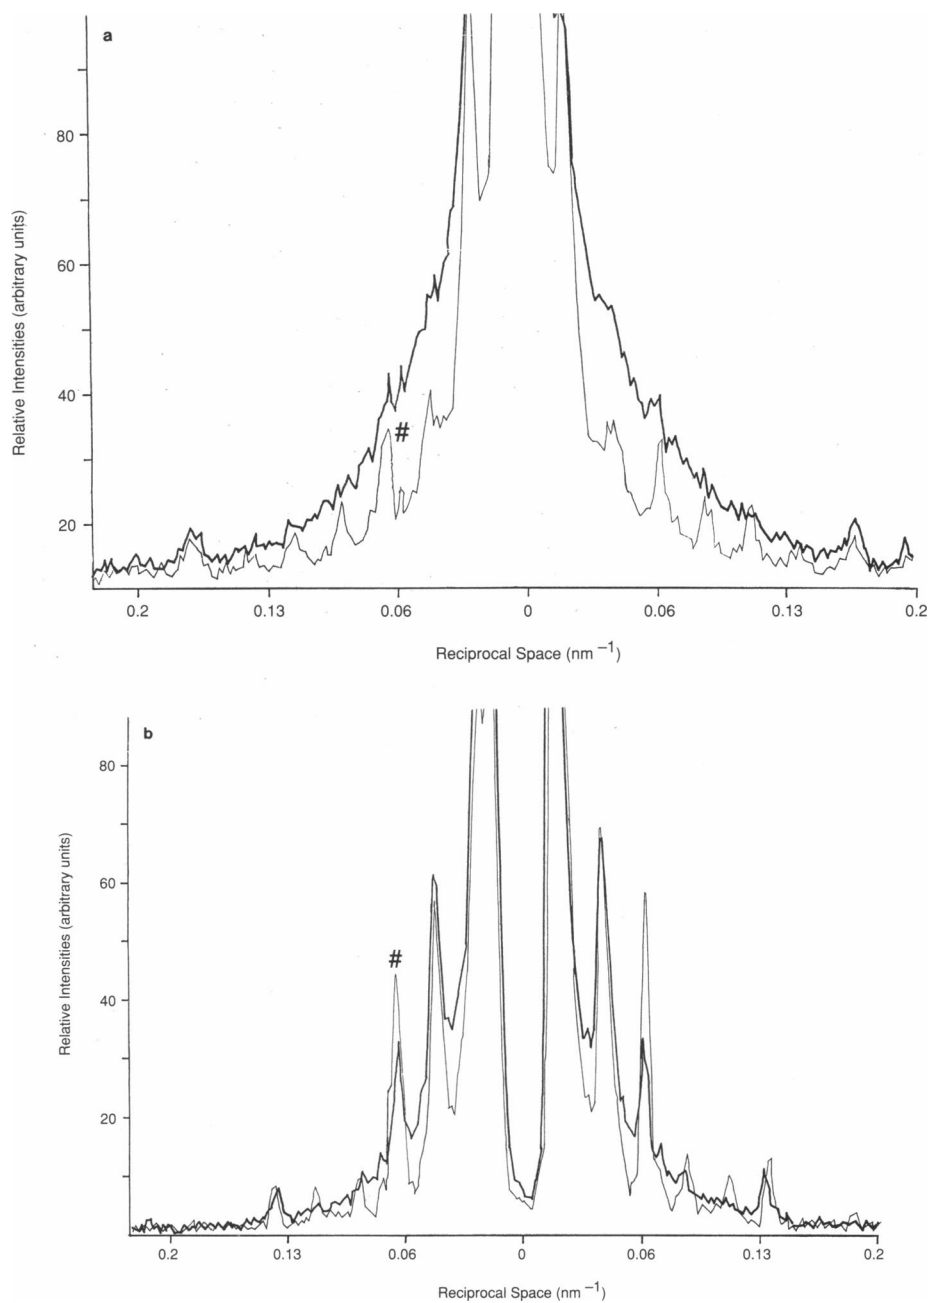 a
80
60
40
20
Relative Intensities (arbitrary units)
#
0.2 0.13 0.06 0 0.06 0.13 0.2
Reciprocal Space (nm −1)
b
80
60
40
20
Relative Intensities (arbitrary units)
#
0.2 0.13 0.06 0 0.06 0.13 0.2
Reciprocal Space (nm −1)